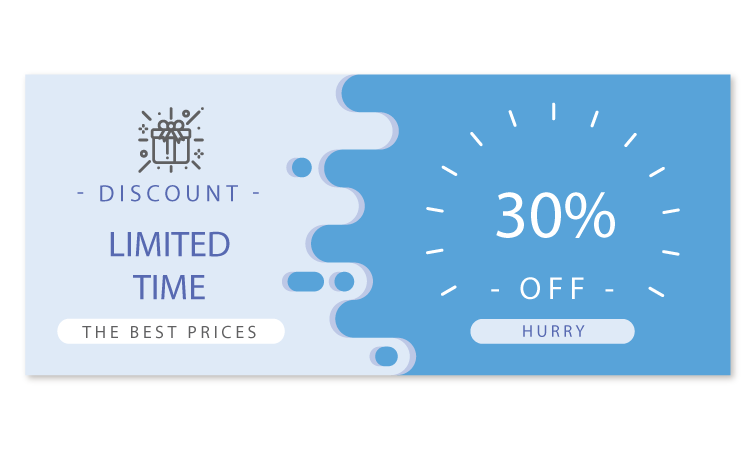 - DISCOUNT -
LIMITED
TIME
THE BEST PRICES
30%
- OFF -
HURRY